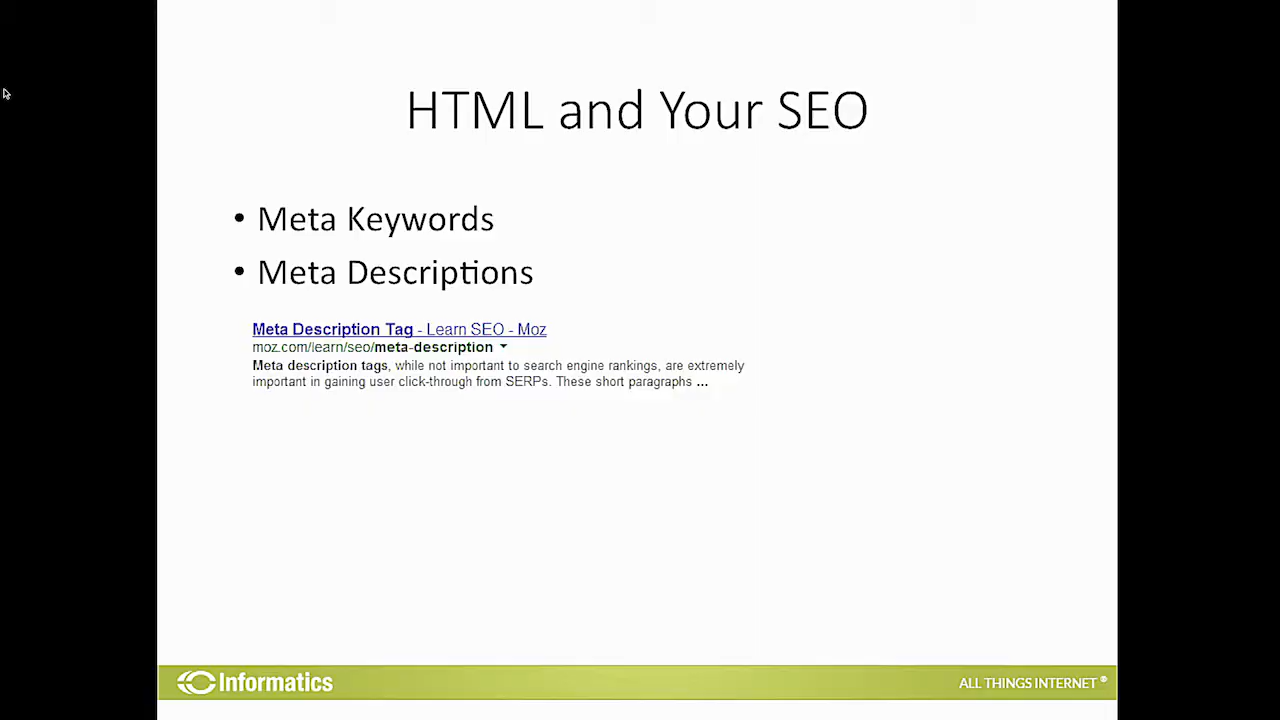 HTML and Your SEO
• Meta Keywords
• Meta Descriptions
Meta Description Tag - Learn SEO - Moz
moz.com/learn/seo/meta-description
Meta description tags, while not important to search engine rankings, are extremely
important in gaining user click-through from SERPs. These short paragraphs ...
Informatics
ALL THINGS INTERNET ®